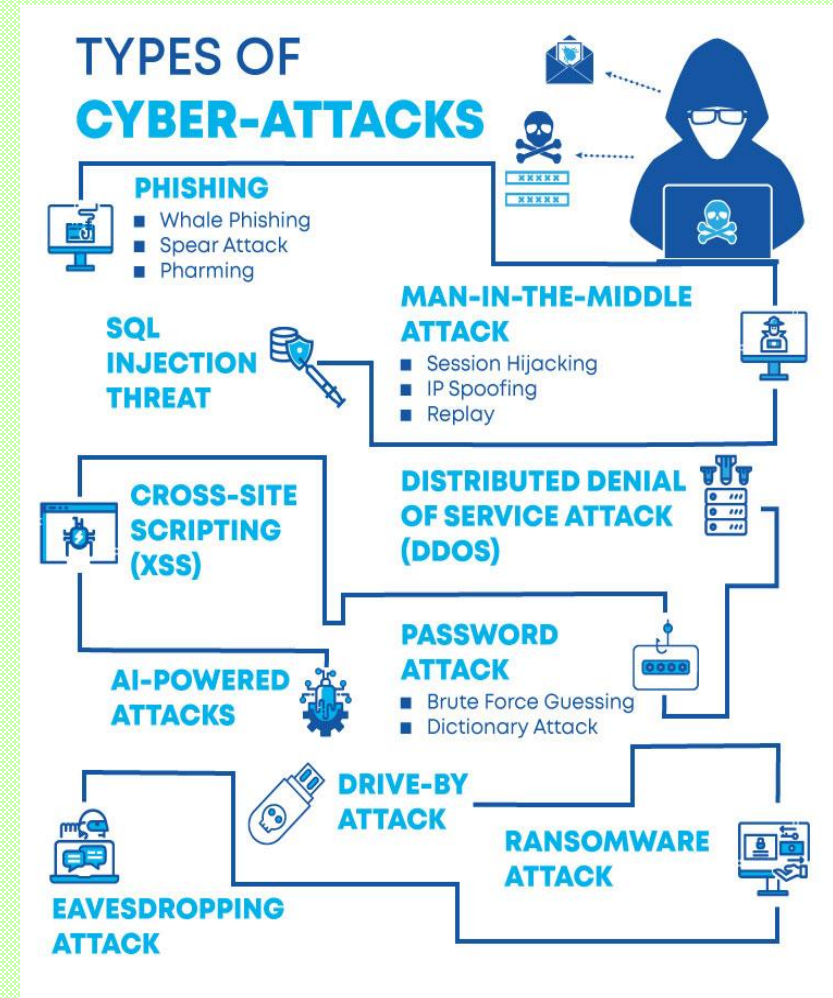 TYPES OF
CYBER-ATTACKS
XXXXX
XXXXX
PHISHING
Whale Phishing
Spear Attack
Pharming
MAN-IN-THE-MIDDLE
ATTACK
Session Hijacking
IP Spoofing
Replay
SQL
INJECTION
THREAT
DISTRIBUTED DENIAL
OF SERVICE ATTACK
(DDOS)
CROSS-SITE
SCRIPTING
(XSS)
PASSWORD
ATTACK
Brute Force Guessing
Dictionary Attack
AI-POWERED
ATTACKS
DRIVE-BY
ATTACK
RANSOMWARE
ATTACK
EAVESDROPPING
ATTACK